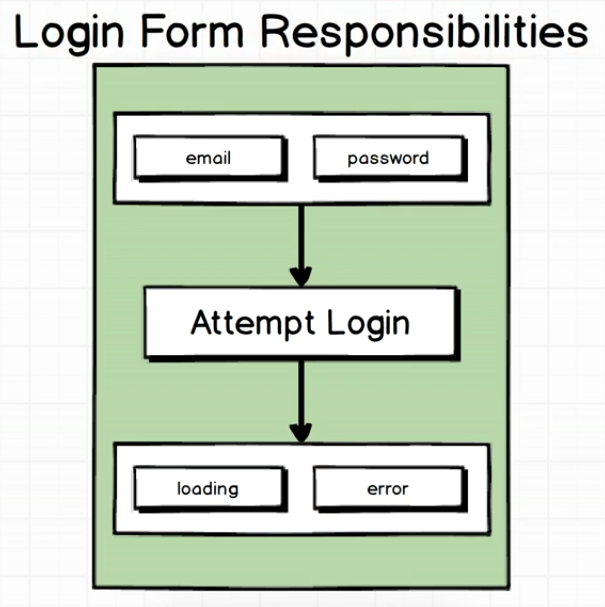 Login Form Responsibilities
email password
Attempt Login
loading error